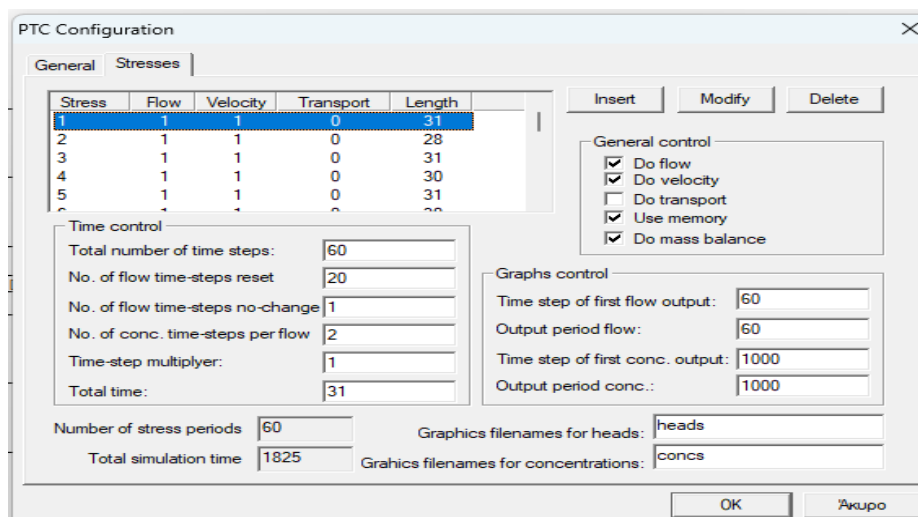 PTC Configuration
General Stresses
Stress Flow Velocity Transport Length
1 1 1 0 31
2 1 1 0 28
3 1 1 0 31
4 1 1 0 30
5 1 1 0 31
Insert Modify Delete
General control
Do flow
Do velocity
Do transport
Use memory
Do mass balance
Time control
Total number of time steps: 60
No. of flow time-steps reset 20
No. of flow time-steps no-change 1
No. of conc. time-steps per flow 2
Time-step multiplyer: 1
Total time: 31
Graphs control
Time step of first flow output: 60
Output period flow: 60
Time step of first conc. output: 1000
Output period conc.: 1000
Number of stress periods 60
Total simulation time 1825
Graphics filenames for heads: heads
Grahics filenames for concentrations: concs
OK Άκυρο